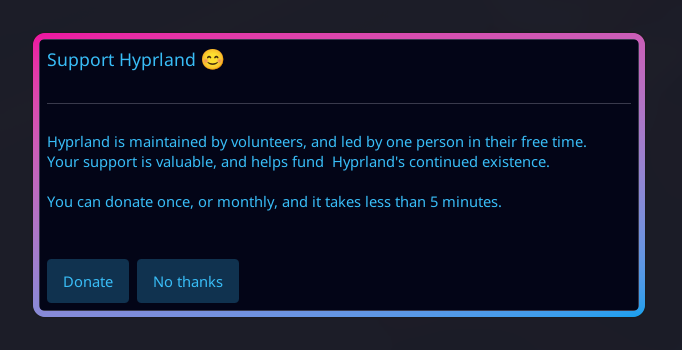 Support Hyprland 😊
Hyprland is maintained by volunteers, and led by one person in their free time.
Your support is valuable, and helps fund  Hyprland's continued existence.
You can donate once, or monthly, and it takes less than 5 minutes.
Donate
No thanks